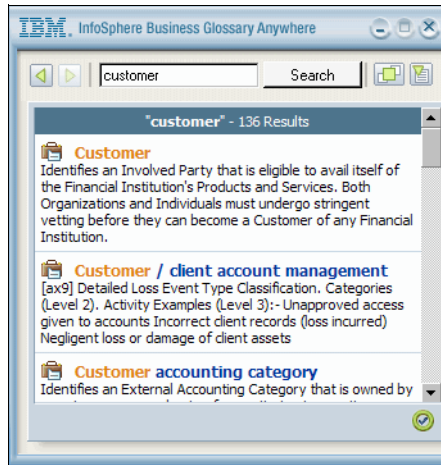 IBM. InfoSphere Business Glossary Anywhere
customer
Search
"customer" - 136 Results
Customer
Identifies an Involved Party that is eligible to avail itself of
the Financial Institution's Products and Services. Both
Organizations and Individuals must undergo stringent
vetting before they can become a Customer of any Financial
Institution.
Customer / client account management
[ax9] Detailed Loss Event Type Classification. Categories
(Level 2). Activity Examples (Level 3):- Unapproved access
given to accounts Incorrect client records (loss incurred)
Negligent loss or damage of client assets
Customer accounting category
Identifies an External Accounting Category that is owned by